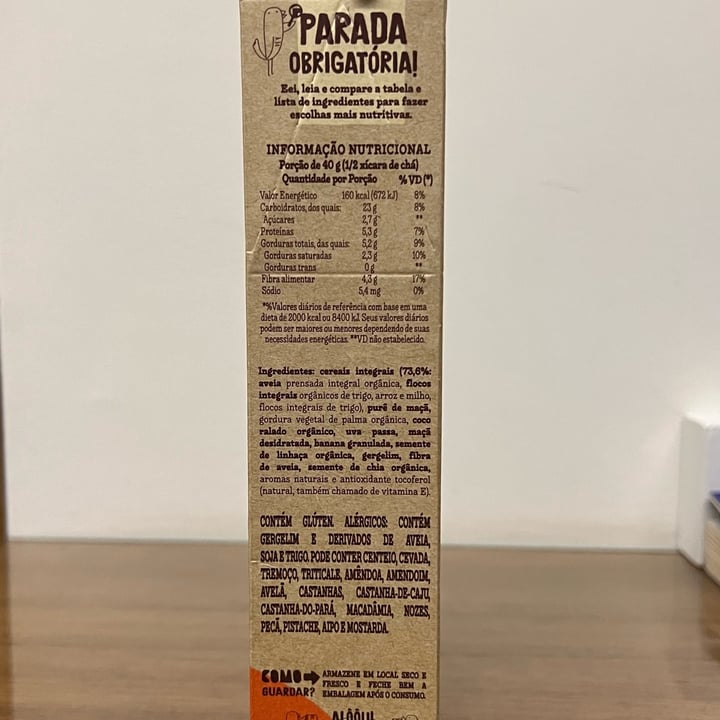 PARADA
OBRIGATÓRIA!
Eei, leia e compare a tabela e
lista de ingredientes para fazer
escolhas mais nutritivas.
INFORMAÇÃO NUTRICIONAL
Porção de 40 g (1/2 xícara de chá)
Quantidade por Porção % VD (*)
Valor Energético 160 kcal (672 kJ) 8%
Carboidratos, dos quais: 23 g 8%
Açúcares 2,7 g **
Proteínas 5,3 g 7%
Gorduras totais, das quais: 5,2 g 9%
Gorduras saturadas 2,3 g 10%
Gorduras trans 0 g **
Fibra alimentar 4,3 g 17%
Sódio 5,4 mg 0%
*%Valores diários de referência com base em uma
dieta de 2000 kcal ou 8400 kJ. Seus valores diários
podem ser maiores ou menores dependendo de suas
necessidades energéticas. **VD não estabelecido.
Ingredientes: cereais integrais (73,6%:
aveia prensada integral orgânica, flocos
integrais orgânicos de trigo, arroz e milho,
flocos integrais de trigo), purê de maçã,
gordura vegetal de palma orgânica, coco
ralado orgânico, uva passa, maçã
desidratada, banana granulada, semente
de linhaça orgânica, gergelim, fibra
de aveia, semente de chia orgânica,
aromas naturais e antioxidante tocoferol
(natural, também chamado de vitamina E).
CONTÉM GLÚTEN. ALÉRGICOS: CONTÉM
GERGELIM E DERIVADOS DE AVEIA,
SOJA E TRIGO. PODE CONTER CENTEIO, CEVADA,
TREMOÇO, TRITICALE, AMÊNDOA, AMENDOIM,
AVELÃ, CASTANHAS, CASTANHA-DE-CAJU,
CASTANHA-DO-PARÁ, MACADÂMIA, NOZES,
PECÃ, PISTACHE, AIPO E MOSTARDA.
COMO GUARDAR?
ARMAZENE EM LOCAL SECO E
FRESCO E FECHE BEM A
EMBALAGEM APÓS O CONSUMO.